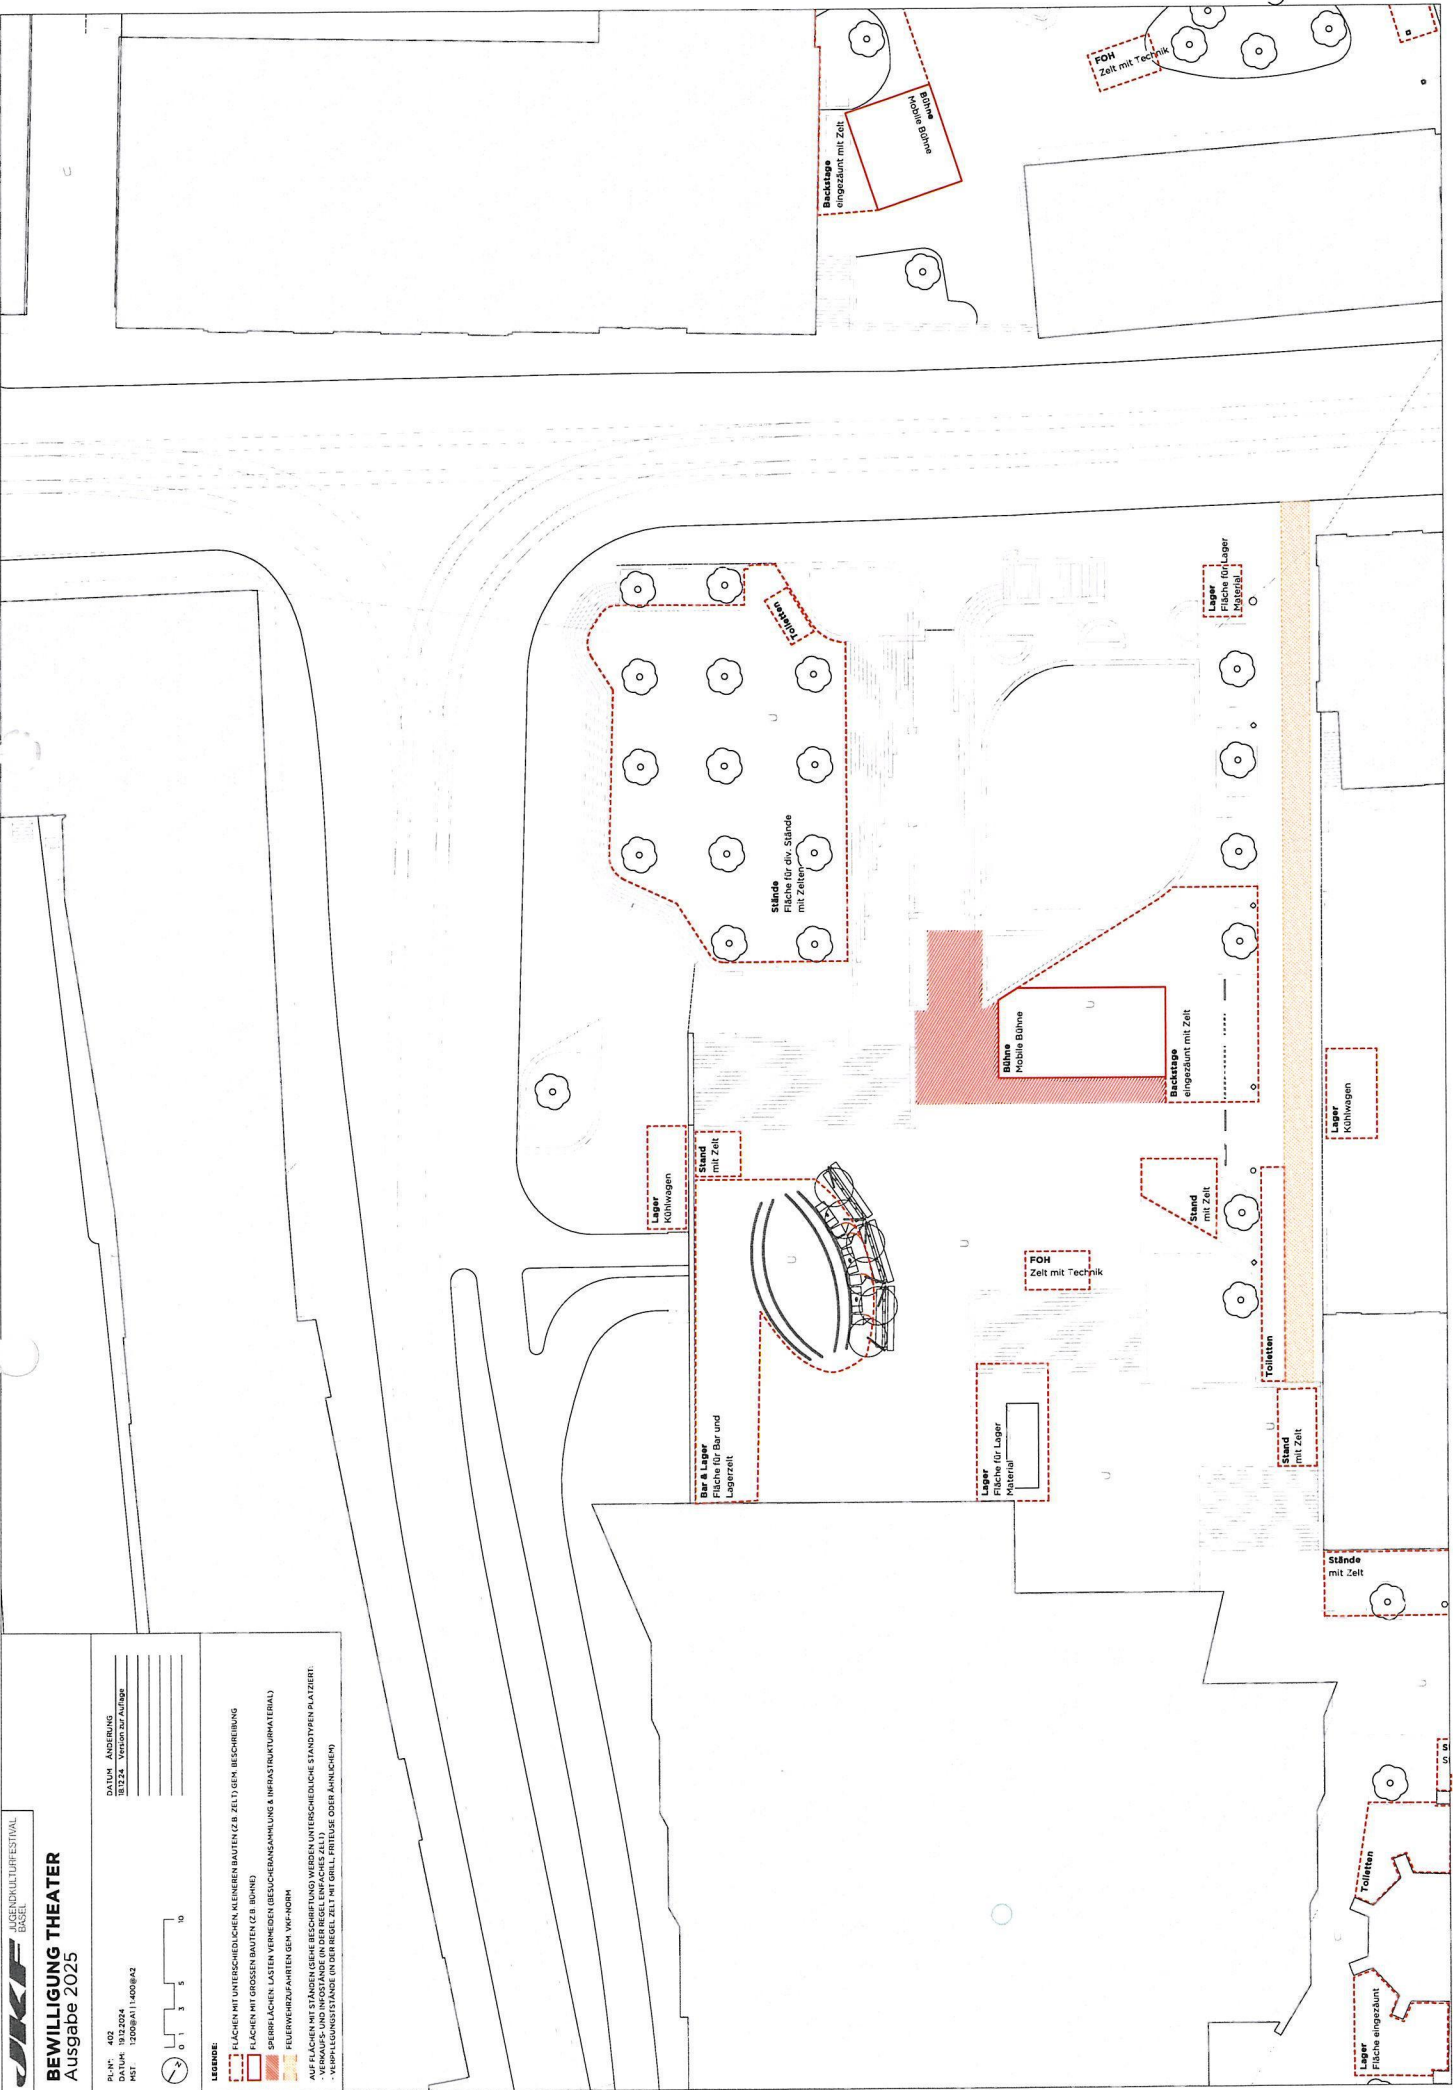 JKF JUGENDKULTURFESTIVAL
BASEL
BEWILLIGUNG THEATER
Ausgabe 2025
PL-N°: 402
DATUM: 19.12.2024
MST: 1:200@A1 | 1:400@A2
DATUM ÄNDERUNG
18.12.24 Version zur Auflage
0 1 3 5 10
LEGENDE:
FLÄCHEN MIT UNTERSCHIEDLICHEN, KLEINEREN BAUTEN (Z.B. ZELT) GEM. BESCHREIBUNG
FLÄCHEN MIT GROSSEN BAUTEN (Z.B. BÜHNE)
SPERRFLÄCHEN: LASTEN VERMEIDEN (BESUCHERANSAMMLUNG & INFRASTRUKTURMATERIAL)
FEUERWEHRZUFAHRTEN GEM. VKF-NORM
AUF FLÄCHEN MIT STÄNDEN (SIEHE BESCHRIFTUNG) WERDEN UNTERSCHIEDLICHE STANDTYPEN PLATZIERT:
- VERKAUFS- UND INFOSTÄNDE (IN DER REGEL EINFACHES ZELT)
- VERPFLEGUNGSSTÄNDE (IN DER REGEL ZELT MIT GRILL, FRITEUSE ODER ÄHNLICHEM)
Backstage
eingezäunt mit Zelt
Bühne
Mobile Bühne
FOH
Zelt mit Technik
Toiletten
Stände
Fläche für div. Stände
mit Zelten
Lager
Fläche für Lager
Material
Bühne
Mobile Bühne
Backstage
eingezäunt mit Zelt
Lager
Kühlwagen
Stand
mit Zelt
Lager
Kühlwagen
Stand
mit Zelt
FOH
Zelt mit Technik
Bar & Lager
Fläche für Bar und
Lagerzelt
Lager
Fläche für Lager
Material
Toiletten
Stand
mit Zelt
Stände
mit Zelt
S
S
Toiletten
Lager
Fläche eingezäunt